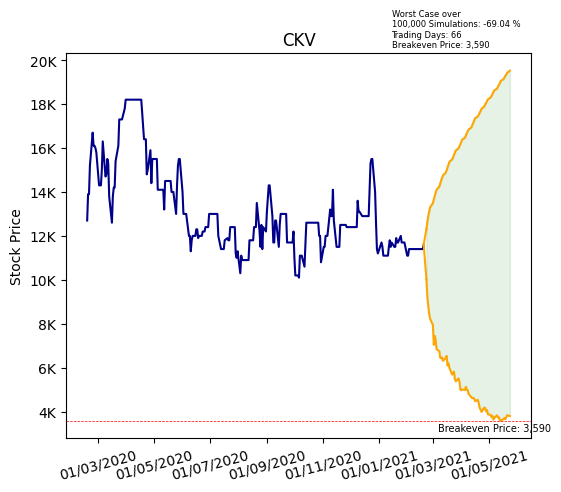 Worst Case over
100,000 Simulations: -69.04 %
Trading Days: 66
Breakeven Price: 3,590
CKV
Stock Price
20K
18K
16K
14K
12K
10K
8K
6K
4K
Breakeven Price: 3,590
01/03/2020 01/05/2020 01/07/2020 01/09/2020 01/11/2020 01/01/2021 01/03/2021 01/05/2021